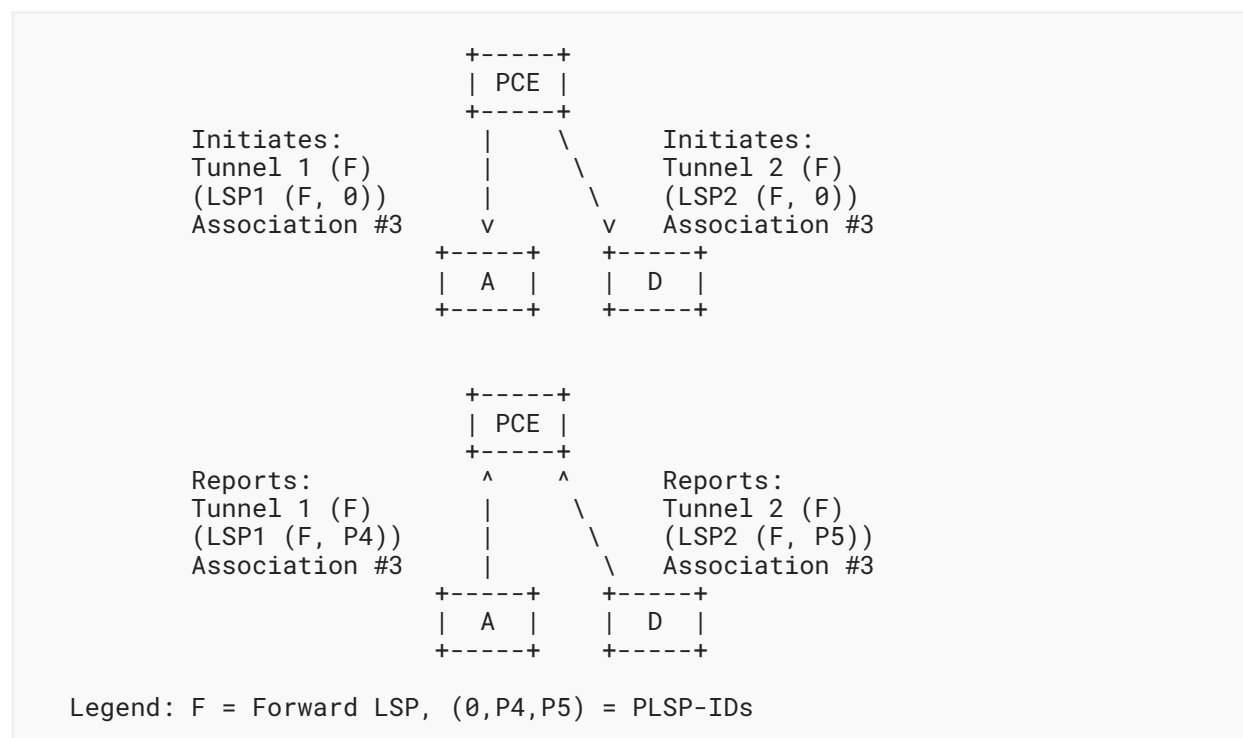 +-----+
                          | PCE |
                          +-----+
        Initiates:         |    \      Initiates:
        Tunnel 1 (F)       |     \     Tunnel 2 (F)
        (LSP1 (F, 0))      |      \    (LSP2 (F, 0))
        Association #3     v       v   Association #3
                        +-----+    +-----+
                        |  A  |    |  D  |
                        +-----+    +-----+

                          +-----+
                          | PCE |
                          +-----+
        Reports:           ^    ^      Reports:
        Tunnel 1 (F)       |     \     Tunnel 2 (F)
        (LSP1 (F, P4))     |      \    (LSP2 (F, P5))
        Association #3     |       \   Association #3
                        +-----+    +-----+
                        |  A  |    |  D  |
                        +-----+    +-----+

Legend: F = Forward LSP, (0,P4,P5) = PLSP-IDs